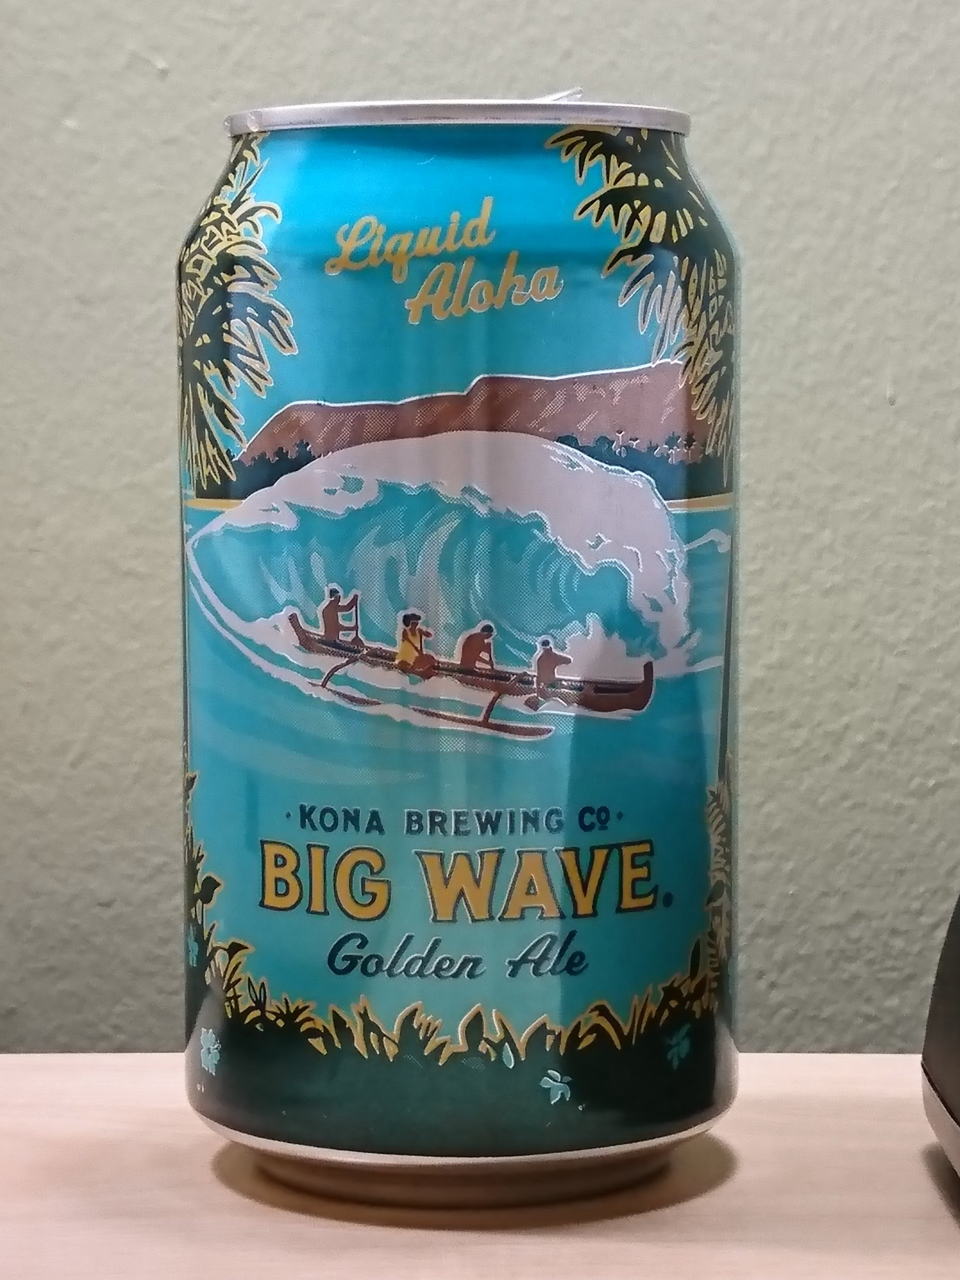 Liquid
Aloha
·KONA BREWING Cº·
BIG WAVE.
Golden Ale